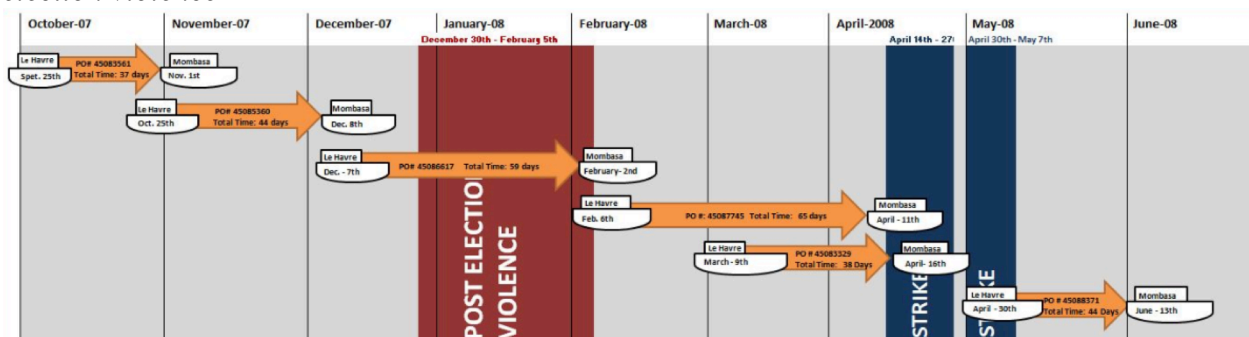 October-07 November-07 December-07 January-08 February-08 March-08 April-2008 May-08 June-08
December 30th - February 5th April 14th - 27 April 30th - May 7th
Le Havre
Spet. 25th
PO# 45083561
Total Time: 37 days
Mombasa
Nov. 1st
Le Havre
Oct. 25th
PO# 45085360
Total Time: 44 days
Mombasa
Dec. 8th
Le Havre
Dec. - 7th
PO# 45086617 Total Time: 59 days
Mombasa
February- 2nd
Le Havre
Feb. 6th
PO #: 45087745 Total Time: 65 days
Mombasa
April - 11th
Le Havre
March - 9th
PO # 45083329
Total Time: 38 Days
Mombasa
April- 16th
Le Havre
April - 30th
PO # 45088371
Total Time: 44 Days
Mombasa
June - 13th
POST ELECTION
VIOLENCE
STRIKE
STRIKE